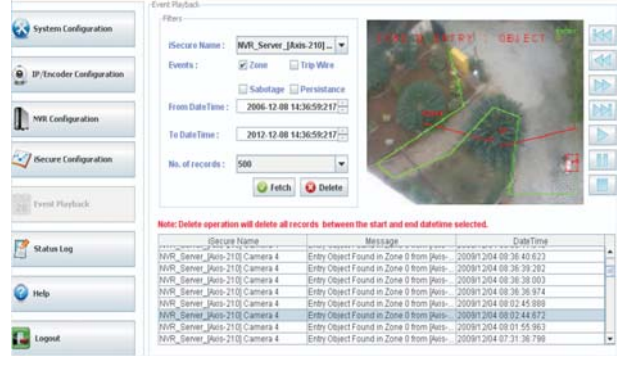 Event Playback
Filters
System Configuration
IP/Encoder Configuration
NVR Configuration
iSecure Configuration
Event Playback
Status Log
Help
Logout
iSecure Name : NVR_Server_[Axis-210]...
Events : Zone Trip Wire
Sabotage Persistance
From DateTime : 2006-12-08 14:36:59:217
To DateTime : 2012-12-08 14:36:59:217
No. of records : 500
Fetch Delete
ENTRY : OBJECT
Note: Delete operation will delete all records between the start and end datetime selected.
iSecure Name Message DateTime
NVR_Server_[Axis-210] Camera 4 Entry Object Found in Zone 0 from [Axis-... 2009/12/04 08:36:40:623
NVR_Server_[Axis-210] Camera 4 Entry Object Found in Zone 0 from [Axis-... 2009/12/04 08:36:39:282
NVR_Server_[Axis-210] Camera 4 Entry Object Found in Zone 0 from [Axis-... 2009/12/04 08:36:38:003
NVR_Server_[Axis-210] Camera 4 Entry Object Found in Zone 0 from [Axis-... 2009/12/04 08:36:36:974
NVR_Server_[Axis-210] Camera 4 Entry Object Found in Zone 0 from [Axis-... 2009/12/04 08:02:45:888
NVR_Server_[Axis-210] Camera 4 Entry Object Found in Zone 0 from [Axis-... 2009/12/04 08:02:44:672
NVR_Server_[Axis-210] Camera 4 Entry Object Found in Zone 0 from [Axis-... 2009/12/04 08:01:55:963
NVR_Server_[Axis-210] Camera 4 Entry Object Found in Zone 0 from [Axis-... 2009/12/04 07:31:36:798